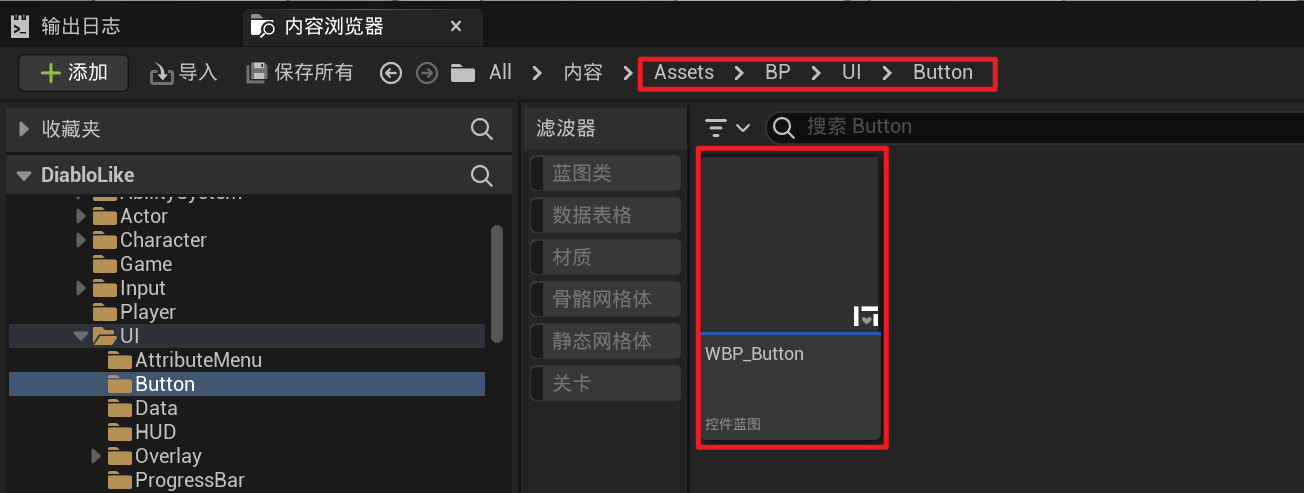 输出日志
内容浏览器
添加
导入
保存所有
All
内容
Assets
BP
UI
Button
收藏夹
DiabloLike
AbilitySystem
Actor
Character
Game
Input
Player
UI
AttributeMenu
Button
Data
HUD
Overlay
ProgressBar
滤波器
蓝图类
数据表格
材质
骨骼网格体
静态网格体
关卡
搜索 Button
WBP_Button
控件蓝图